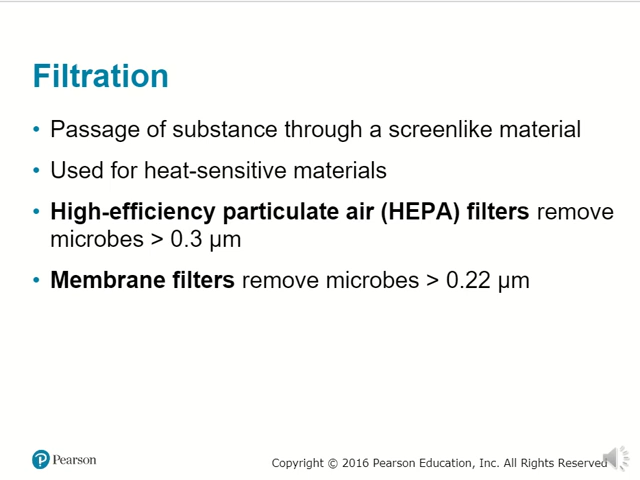 Filtration
• Passage of substance through a screenlike material
• Used for heat-sensitive materials
• High-efficiency particulate air (HEPA) filters remove
microbes > 0.3 μm
• Membrane filters remove microbes > 0.22 μm
P Pearson
Copyright © 2016 Pearson Education, Inc. All Rights Reserved